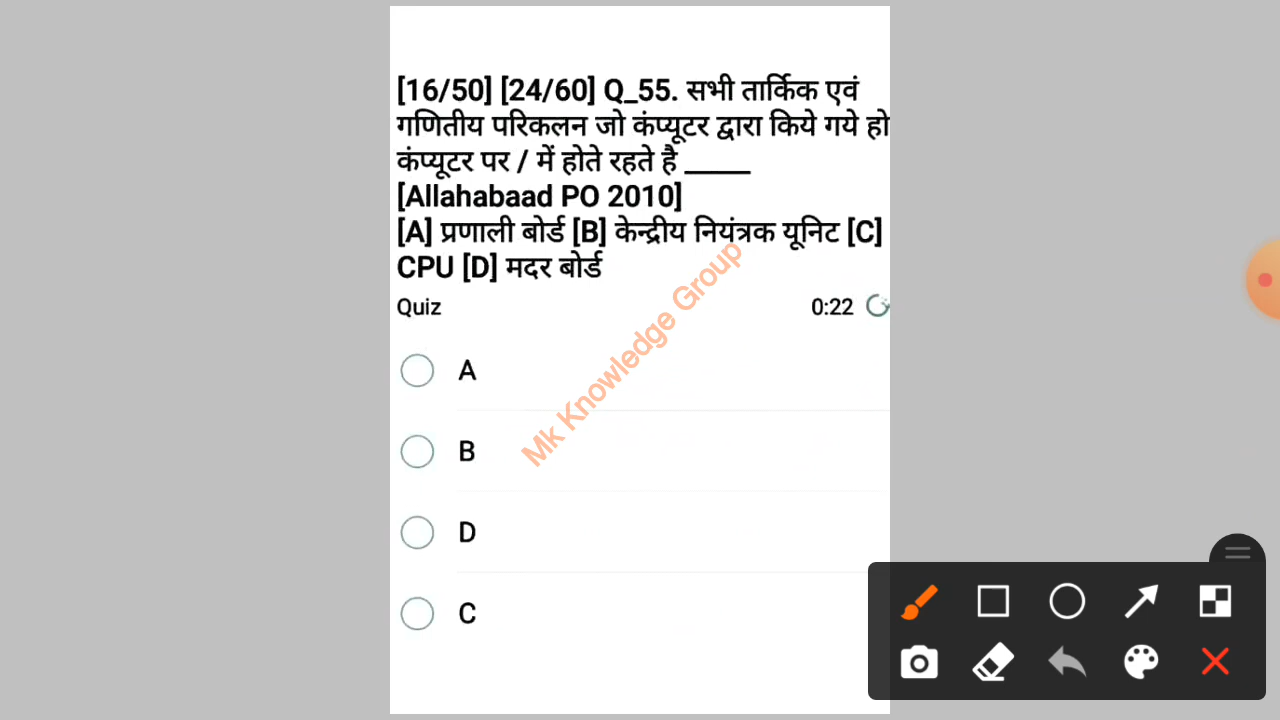 [16/50] [24/60] Q_55. सभी तार्किक एवं
गणितीय परिकलन जो कंप्यूटर द्वारा किये गये हो
कंप्यूटर पर / में होते रहते है _____
[Allahabaad PO 2010]
[A] प्रणाली बोर्ड [B] केन्द्रीय नियंत्रक यूनिट [C]
CPU [D] मदर बोर्ड
Quiz 0:22
Mk Knowledge Group
A
B
D
C